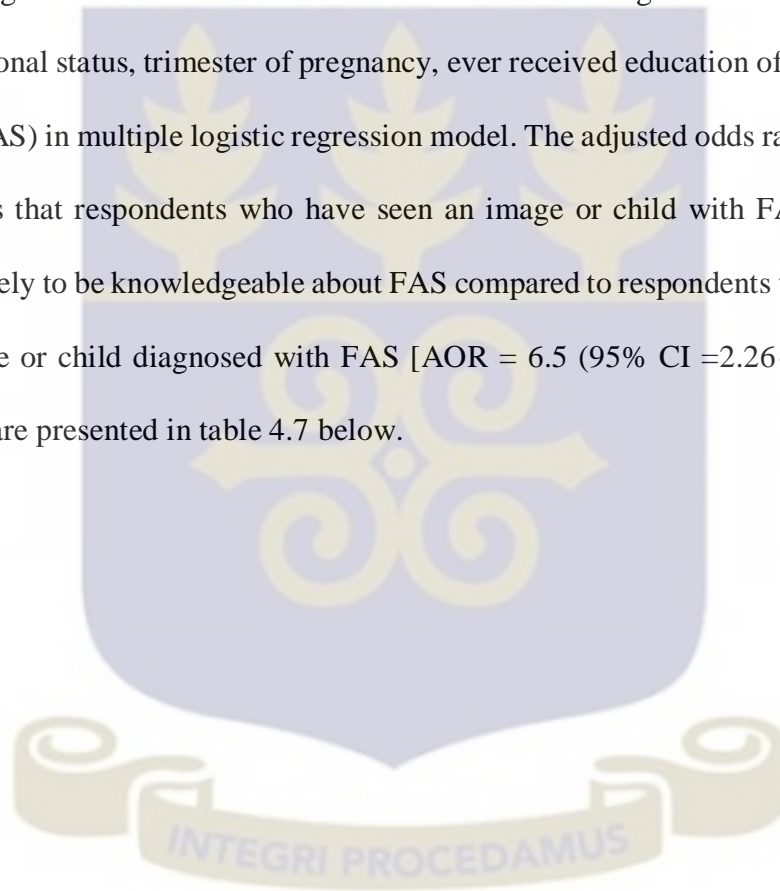 onal status, trimester of pregnancy, ever received education of
AS) in multiple logistic regression model. The adjusted odds ra
s that respondents who have seen an image or child with FA
ely to be knowledgeable about FAS compared to respondents
e or child diagnosed with FAS [AOR = 6.5 (95% CI =2.26
are presented in table 4.7 below.
INTEGRI PROCEDAMUS